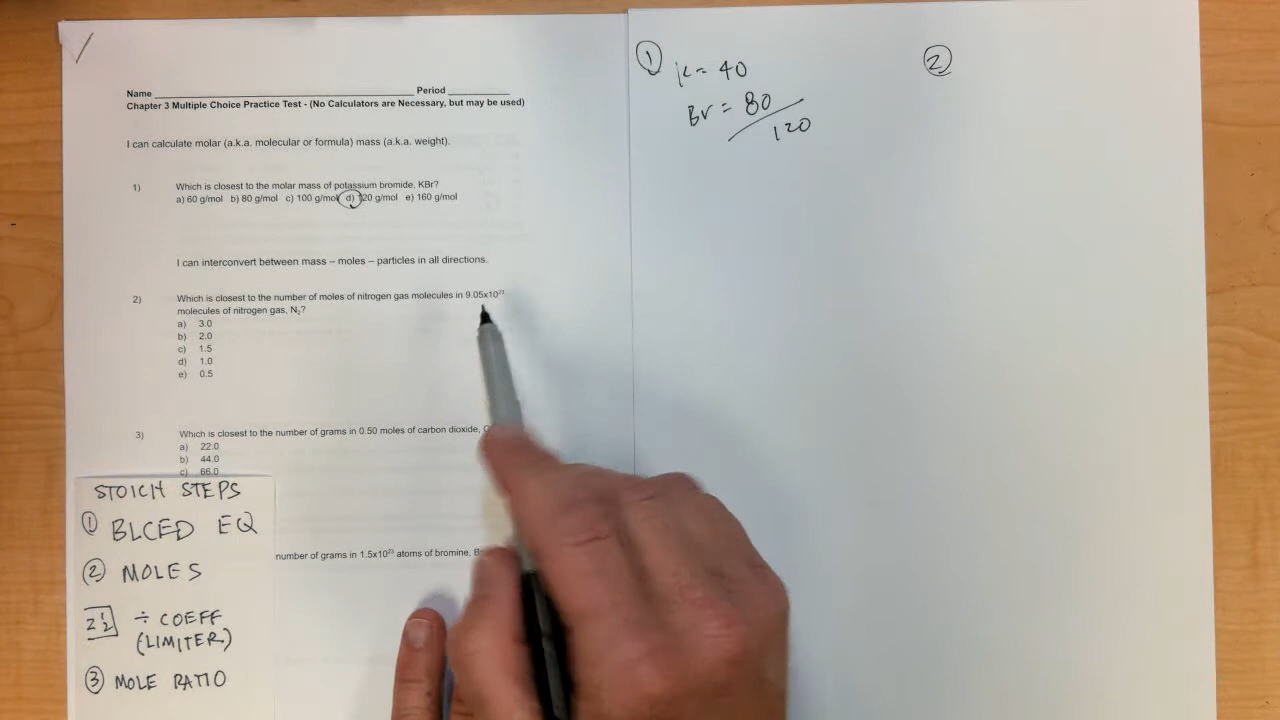 Name ________ Period ________
Chapter 3 Multiple Choice Practice Test - (No Calculators are Necessary, but may be used)
I can calculate molar (a.k.a. molecular or formula) mass (a.k.a. weight).
1) Which is closest to the molar mass of potassium bromide, KBr?
a) 60 g/mol b) 80 g/mol c) 100 g/mol d) 120 g/mol e) 160 g/mol
I can interconvert between mass – moles – particles in all directions.
2) Which is closest to the number of moles of nitrogen gas molecules in 9.05x10²³
molecules of nitrogen gas, N₂?
a) 3.0
b) 2.0
c) 1.5
d) 1.0
e) 0.5
3) Which is closest to the number of grams in 0.50 moles of carbon dioxide,
a) 22.0
b) 44.0
c) 66.0
number of grams in 1.5x10²³ atoms of bromine,
STOICH STEPS
① BLCED EQ
② MOLES
2½ ÷ COEFF
(LIMITER)
③ MOLE RATIO
① K = 40
Br = 80
120
②